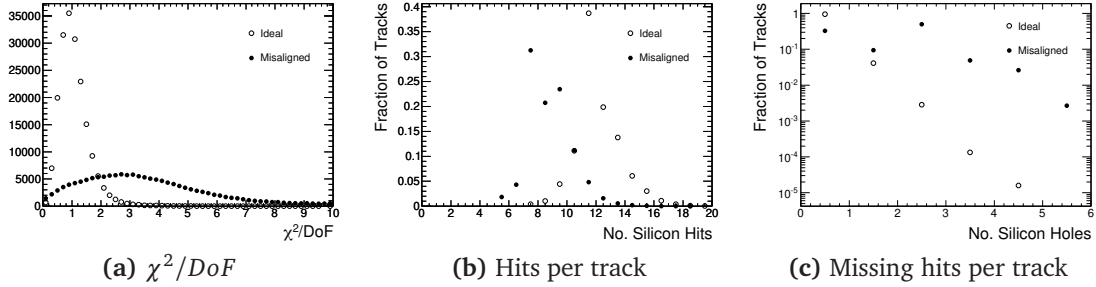 35000
30000
25000
20000
15000
10000
5000
0
0 1 2 3 4 5 6 7 8 9 10
χ²/DoF
Ideal
Misaligned
(a) χ²/DoF
Fraction of Tracks
0.4
0.35
0.3
0.25
0.2
0.15
0.1
0.05
0
0 2 4 6 8 10 12 14 16 18 20
No. Silicon Hits
Ideal
Misaligned
(b) Hits per track
Fraction of Tracks
1
10⁻¹
10⁻²
10⁻³
10⁻⁴
10⁻⁵
0 1 2 3 4 5 6
No. Silicon Holes
Ideal
Misaligned
(c) Missing hits per track